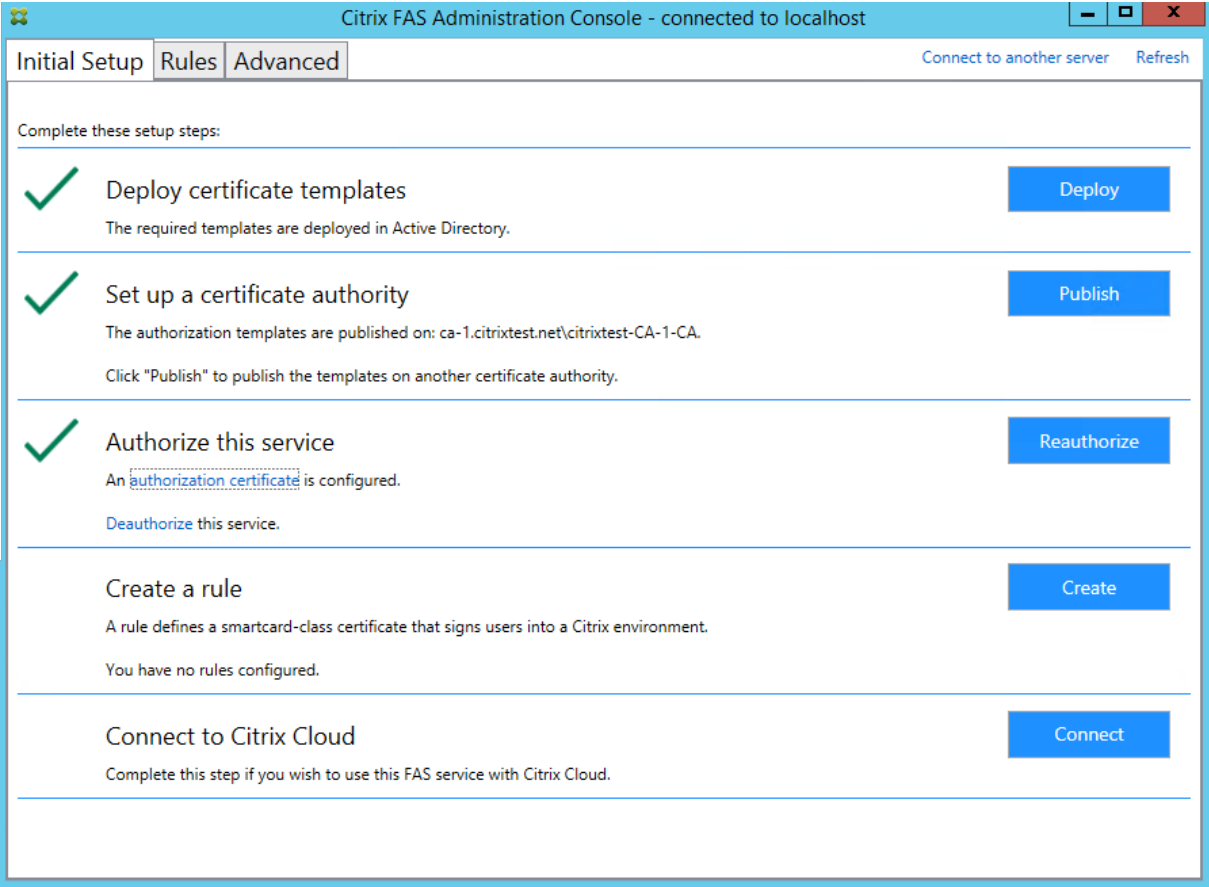 Citrix FAS Administration Console - connected to localhost
Initial Setup Rules Advanced Connect to another server Refresh
Complete these setup steps:
Deploy certificate templates
Deploy
The required templates are deployed in Active Directory.
Set up a certificate authority
Publish
The authorization templates are published on: ca-1.citrixtest.net\citrixtest-CA-1-CA.
Click "Publish" to publish the templates on another certificate authority.
Authorize this service
Reauthorize
An authorization certificate is configured.
Deauthorize this service.
Create a rule
Create
A rule defines a smartcard-class certificate that signs users into a Citrix environment.
You have no rules configured.
Connect to Citrix Cloud
Connect
Complete this step if you wish to use this FAS service with Citrix Cloud.